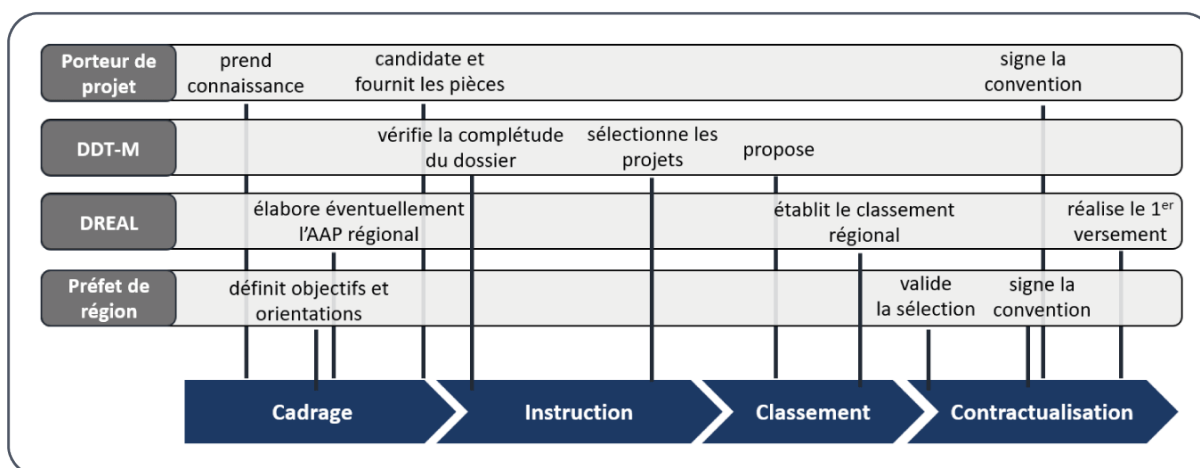 Porteur de
projet
prend
connaissance
candidate et
fournit les pièces
signe la
convention
DDT-M
vérifie la complétude
du dossier
sélectionne les
projets
propose
DREAL
élabore éventuellement
l'AAP régional
établit le classement
régional
réalise le 1er
versement
Préfet de
région
définit objectifs et
orientations
valide
la sélection
signe la
convention
Cadrage
Instruction
Classement
Contractualisation